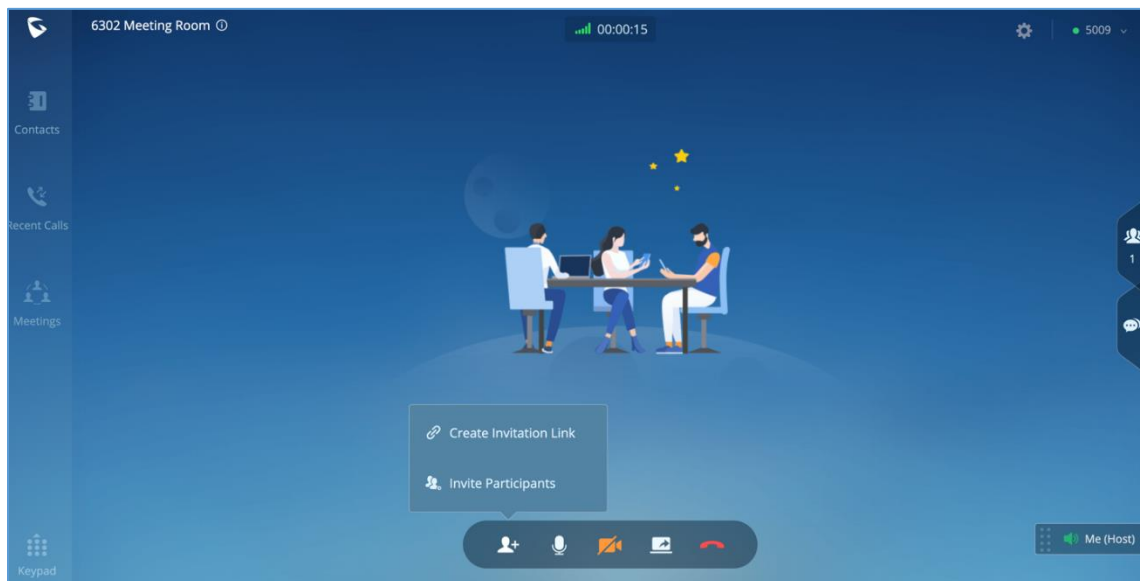 6302 Meeting Room
00:00:15
5009
Contacts
Recent Calls
Meetings
1
Create Invitation Link
Invite Participants
Me (Host)
Keypad